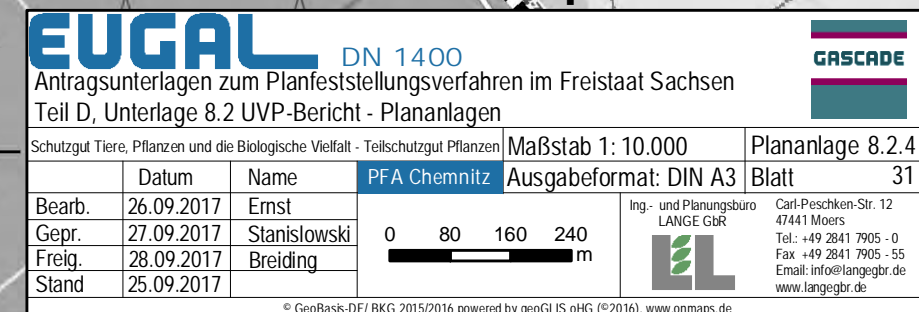 EUGAL DN 1400
GASCADE
Antragsunterlagen zum Planfeststellungsverfahren im Freistaat Sachsen
Teil D, Unterlage 8.2 UVP-Bericht - Plananlagen
Schutzgut Tiere, Pflanzen und die Biologische Vielfalt - Teilschutzgut Pflanzen Maßstab 1: 10.000 Plananlage 8.2.4
Datum Name PFA Chemnitz Ausgabeformat: DIN A3 Blatt 31
Bearb. 26.09.2017 Ernst
Gepr. 27.09.2017 Stanislowski
Freig. 28.09.2017 Breiding
Stand 25.09.2017
0 80 160 240
m
Ing.- und Planungsbüro
LANGE GbR
Carl-Peschken-Str. 12
47441 Moers
Tel.: +49 2841 7905 - 0
Fax +49 2841 7905 - 55
Email: info@langegbr.de
www.langegbr.de
© GeoBasis-DE/ BKG 2015/2016 powered by geoGLIS oHG (©2016), www.onmaps.de